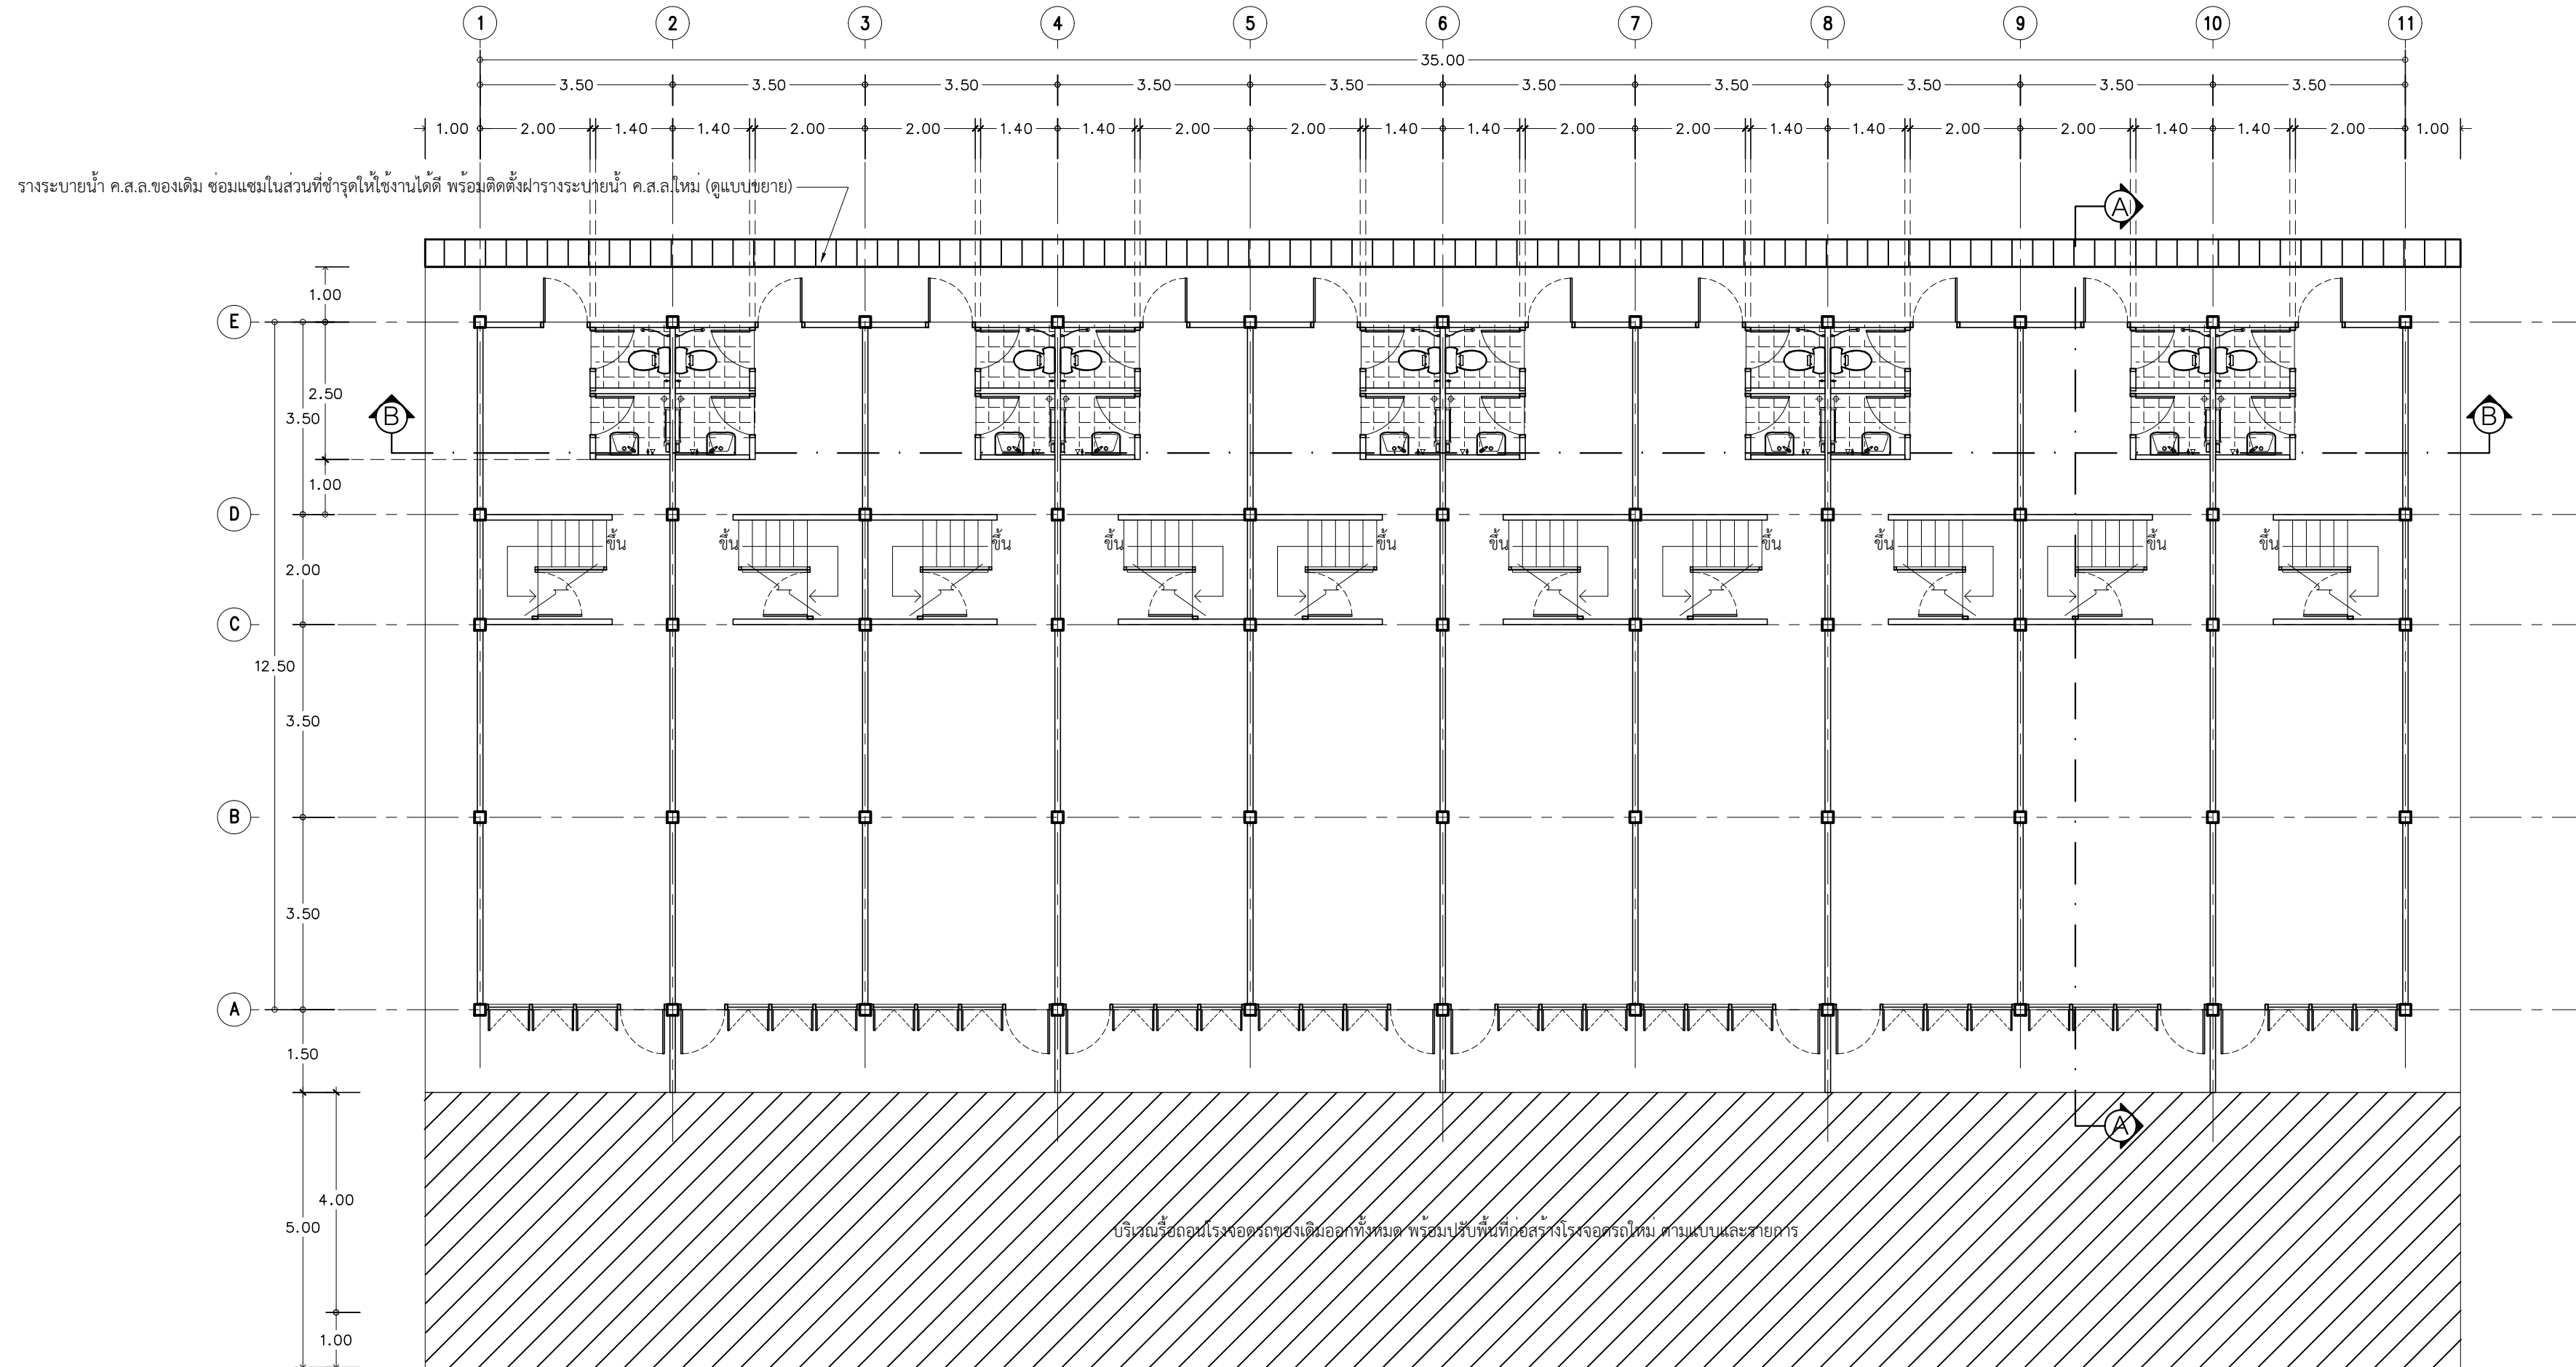 1 2 3 4 5 6 7 8 9 10 11
35.00
3.50 3.50 3.50 3.50 3.50 3.50 3.50 3.50 3.50 3.50
1.00 2.00 1.40 1.40 2.00 2.00 1.40 1.40 2.00 2.00 1.40 1.40 2.00 2.00 1.40 1.40 2.00 2.00 1.40 1.40 2.00 1.00
รางระบายน้ำ ค.ส.ล.ของเดิม ซ่อมแซมในส่วนที่ชำรุดให้ใช้งานได้ดี พร้อมติดตั้งฝารางระบายน้ำ ค.ส.ล.ใหม่ (ดูแบบขยาย)
A
1.00
E
2.50
3.50
B B
1.00
D
ขึ้น ขึ้น ขึ้น ขึ้น ขึ้น ขึ้น ขึ้น ขึ้น ขึ้น ขึ้น
2.00
C
12.50
3.50
B
3.50
A
1.50
A
4.00
5.00
บริเวณรื้อถอนโรงจอดรถของเดิมออกทั้งหมด พร้อมปรับพื้นที่ก่อสร้างโรงจอดรถใหม่ ตามแบบและรายการ
1.00